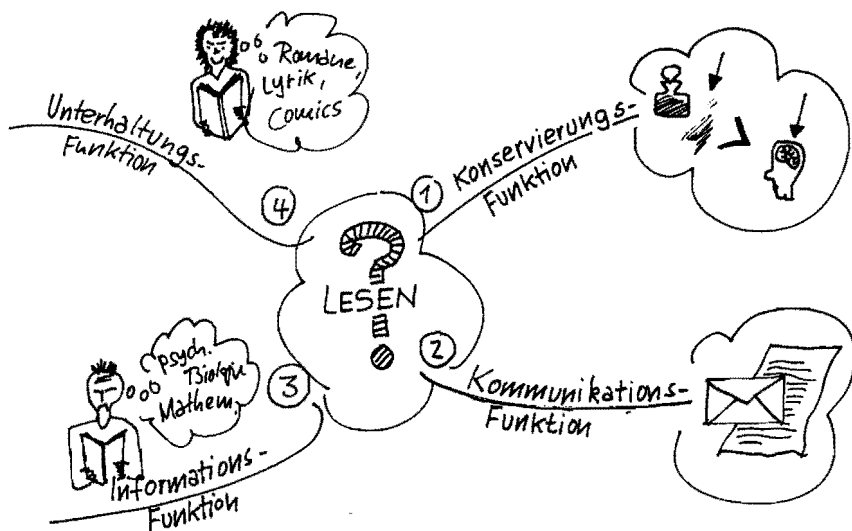 LESEN
?
1
Konservierungs-
Funktion
2
Kommunikations-
Funktion
3
Informations-
Funktion
psych.
Biologie
Mathem.
4
Unterhaltungs-
Funktion
Romane,
Lyrik,
Comics